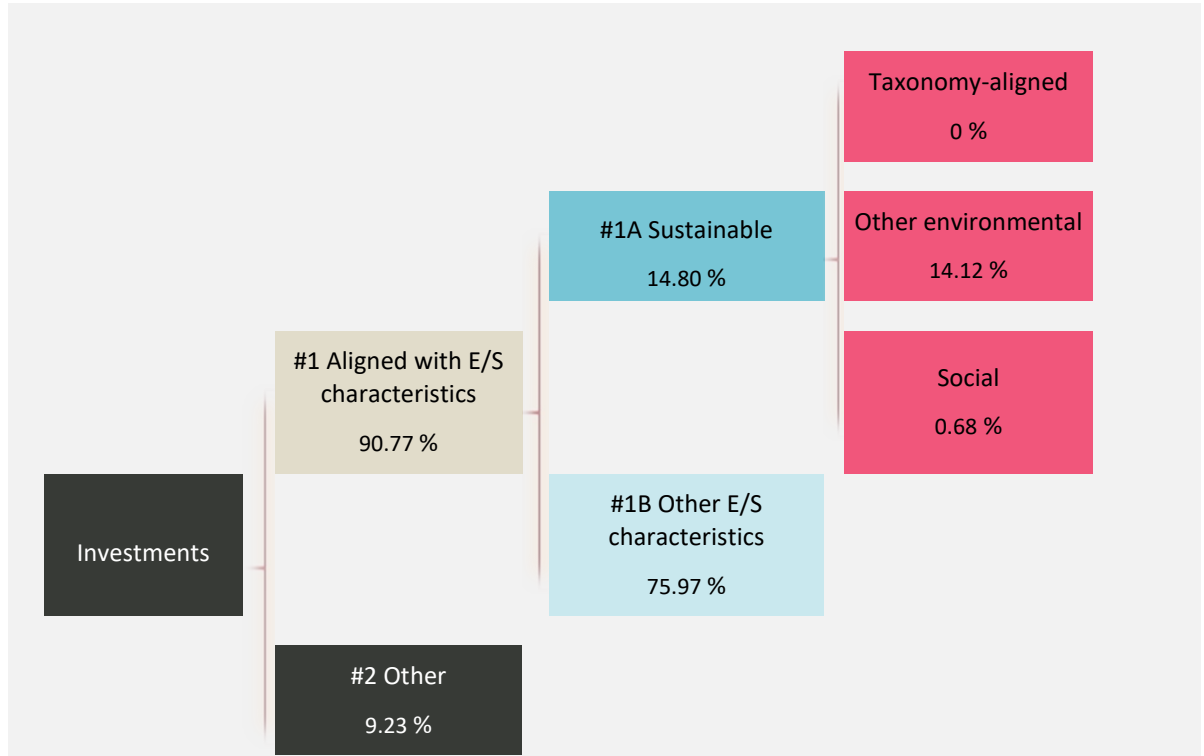 Taxonomy-aligned
0 %
#1A Sustainable
14.80 %
Other environmental
14.12 %
#1 Aligned with E/S
characteristics
90.77 %
Social
0.68 %
Investments
#1B Other E/S
characteristics
75.97 %
#2 Other
9.23 %